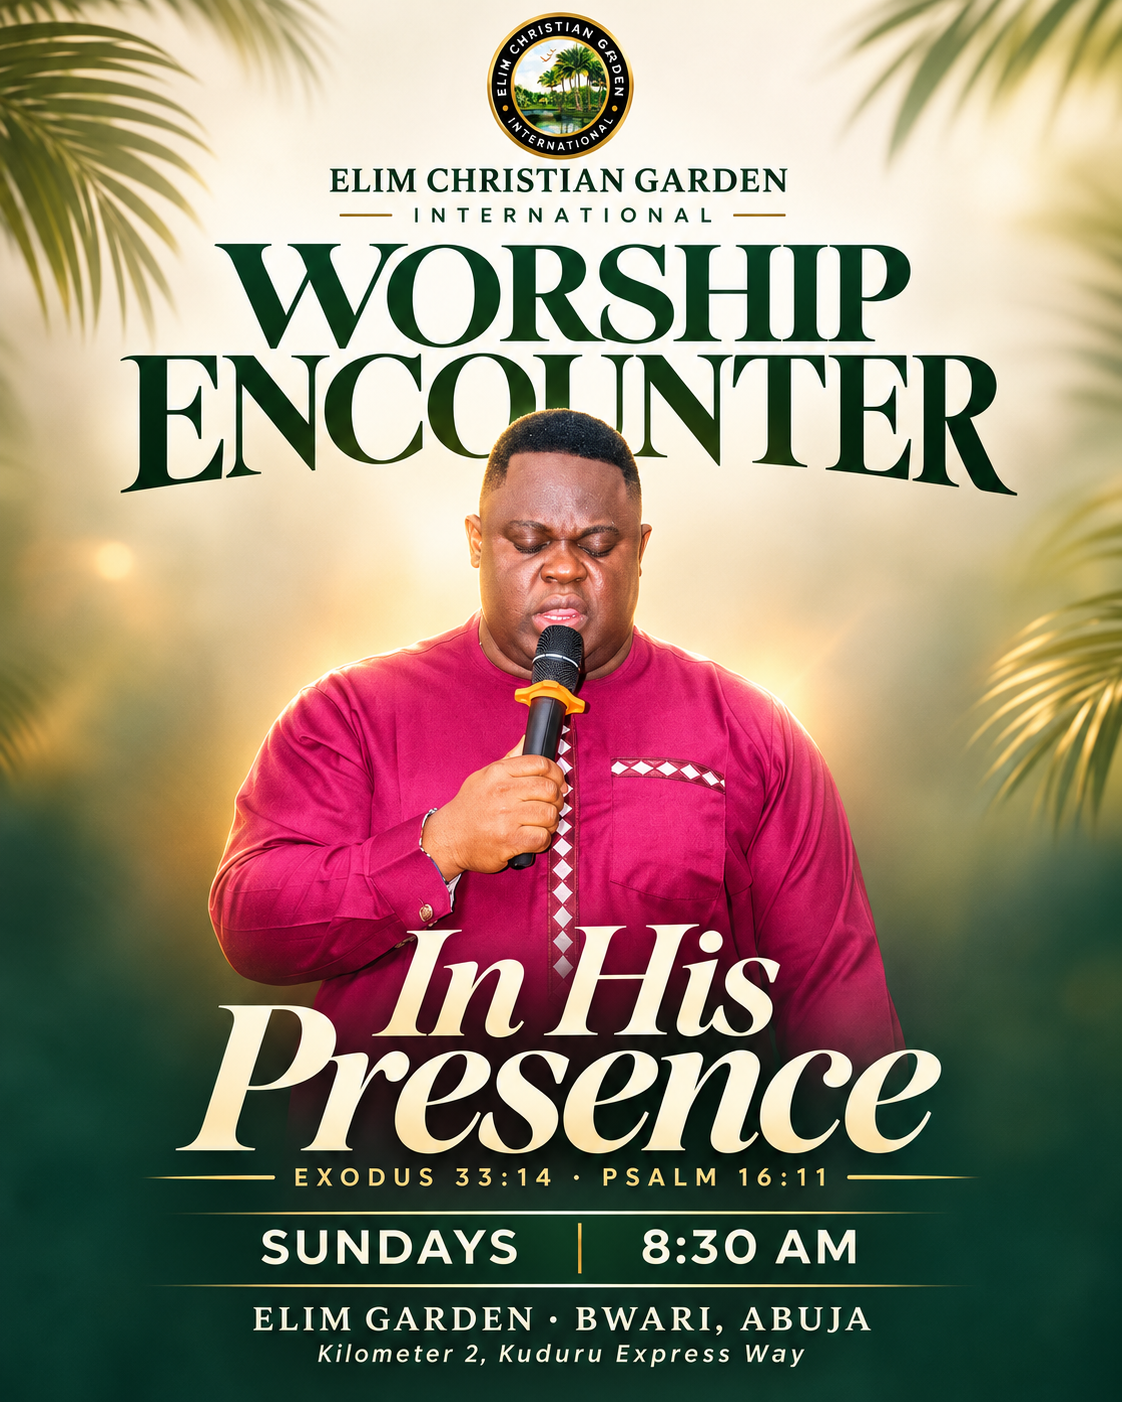 ELIM CHRISTIAN GARDEN
INTERNATIONAL
ELIM CHRISTIAN GARDEN
INTERNATIONAL
WORSHIP
ENCOUNTER
In His
Presence
EXODUS 33:14 · PSALM 16:11
SUNDAYS | 8:30 AM
ELIM GARDEN · BWARI, ABUJA
Kilometer 2, Kuduru Express Way